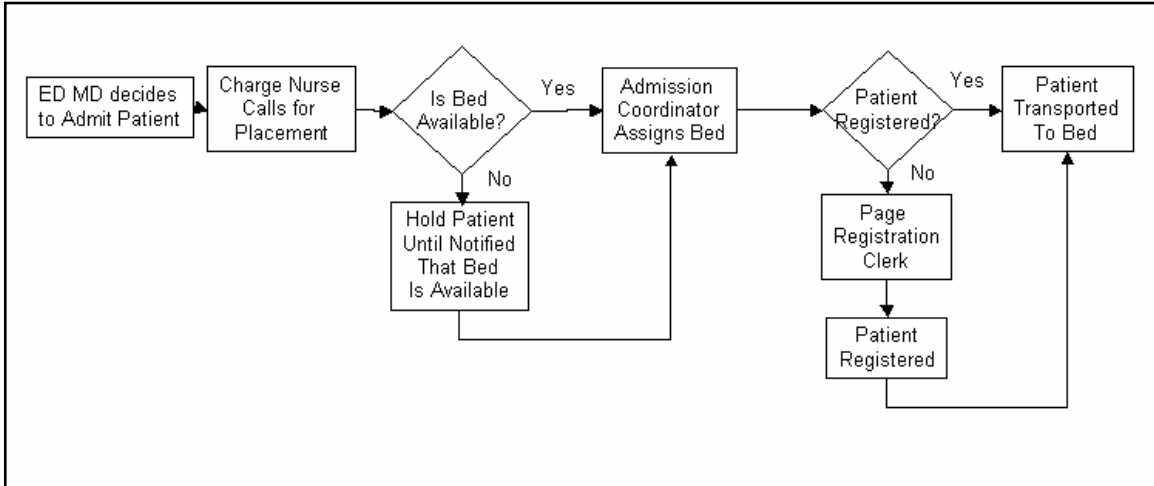 ED MD decides
to Admit Patient
Charge Nurse
Calls for
Placement
Is Bed
Available?
Yes
No
Hold Patient
Until Notified
That Bed
Is Available
Admission
Coordinator
Assigns Bed
Patient
Registered?
Yes
No
Page
Registration
Clerk
Patient
Registered
Patient
Transported
To Bed